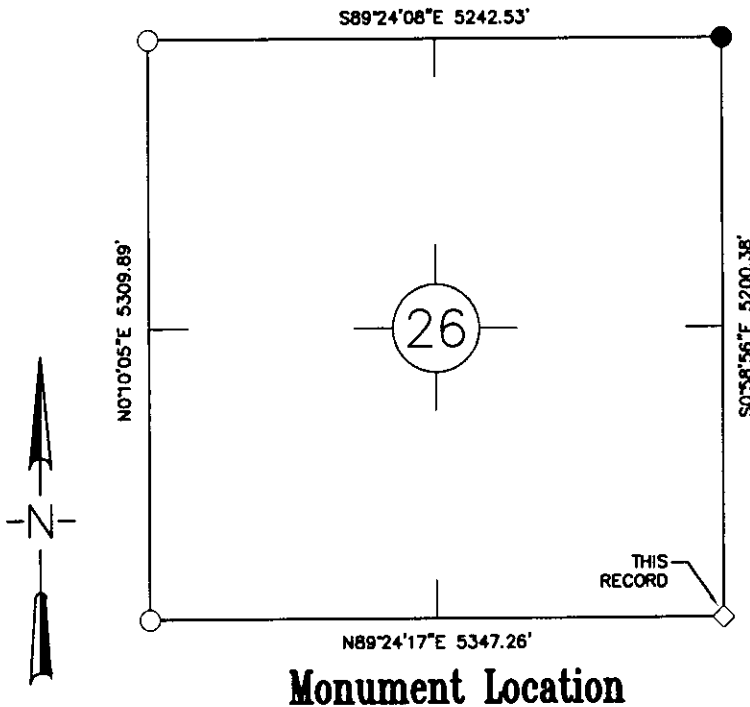 S89°24'08"E 5242.53'
N0°10'05"E 5309.89'
26
S0°58'56"E 5200.38'
N
THIS
RECORD
N89°24'17"E 5347.26'
Monument Location